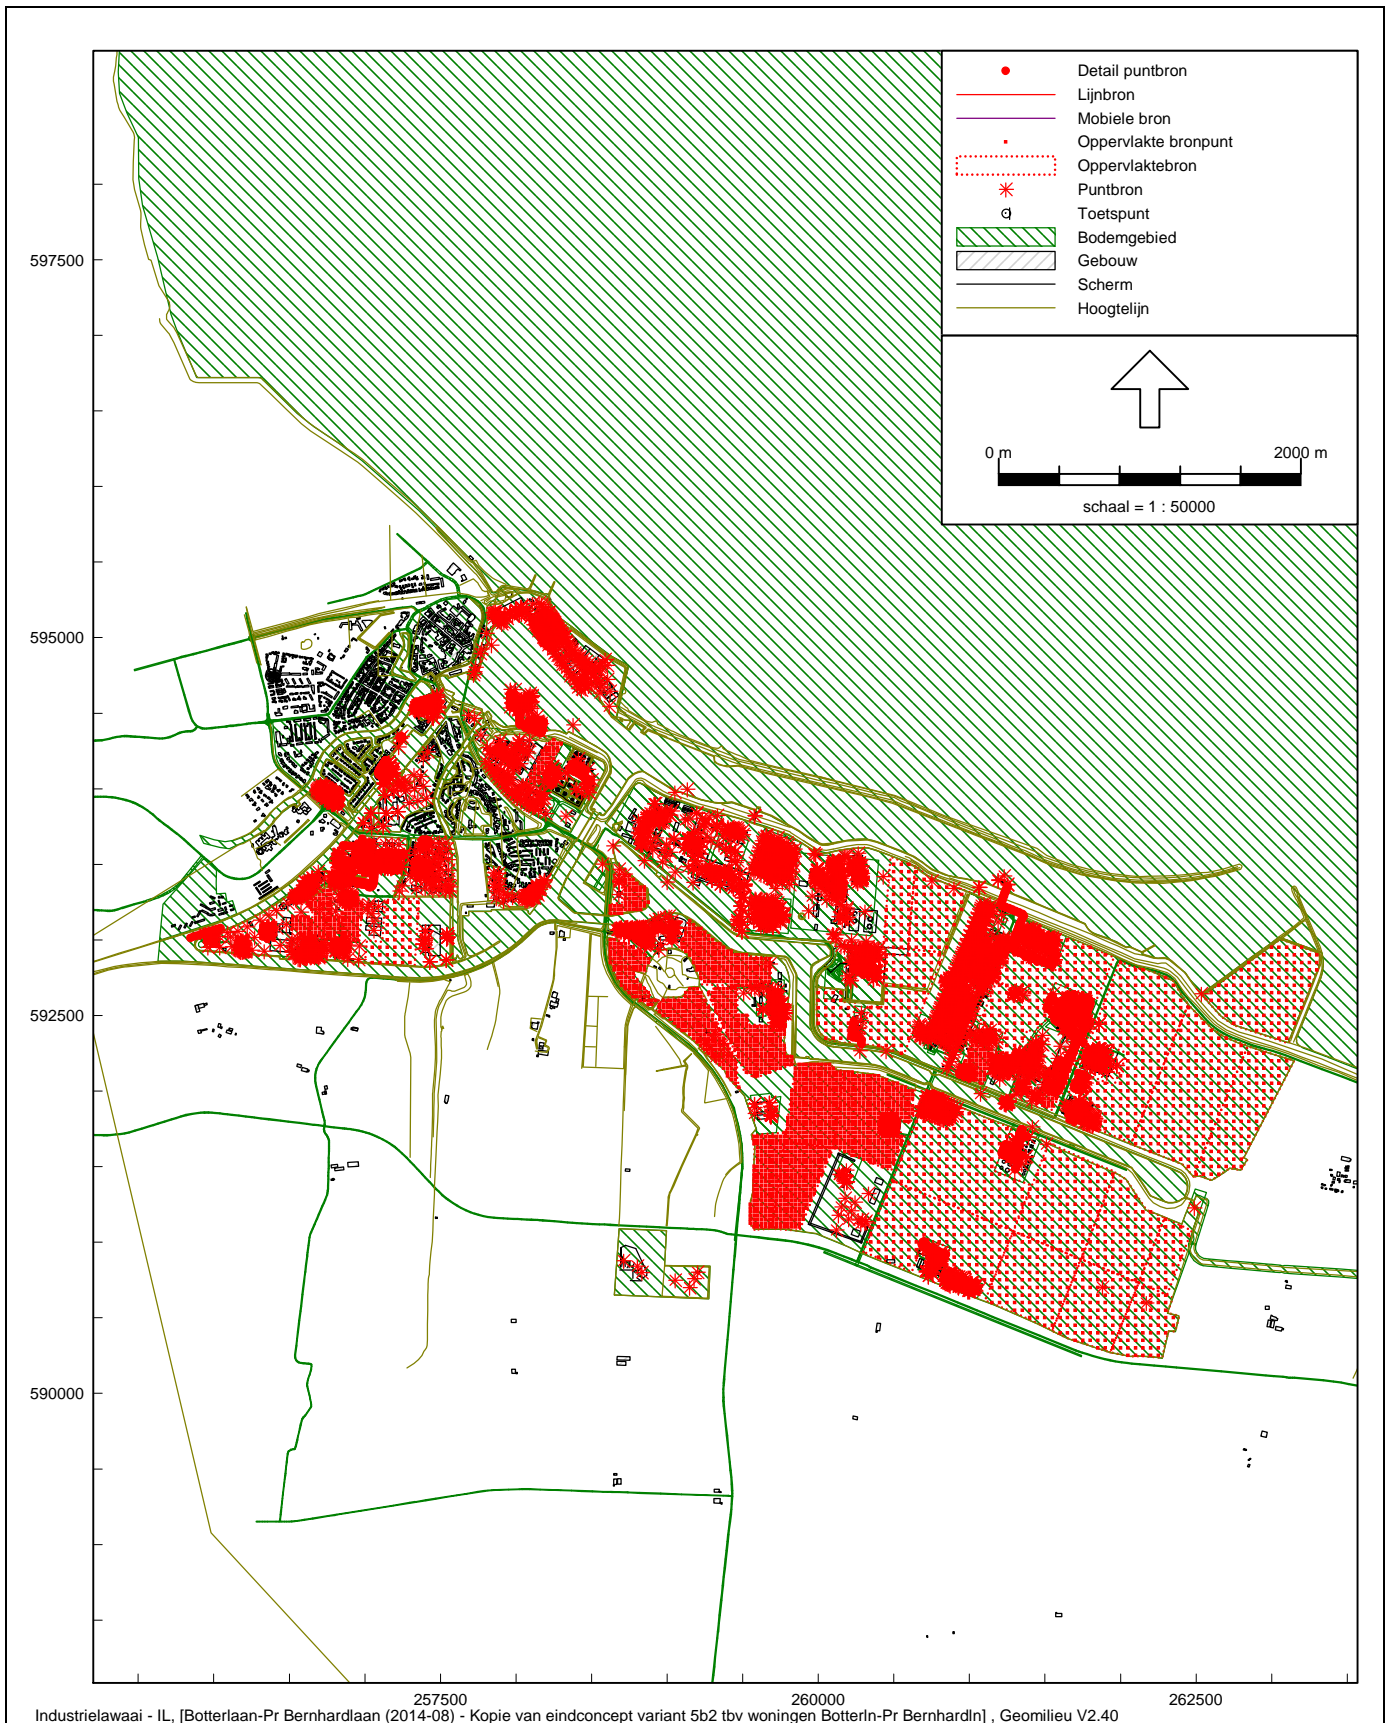 Detail puntbron
Lijnbron
Mobiele bron
Oppervlakte bronpunt
Oppervlaktebron
Puntbron
Toetspunt
Bodemgebied
Gebouw
Scherm
Hoogtelijn
0 m 2000 m
schaal = 1 : 50000
597500
595000
592500
590000
257500 260000 262500
Industrielawaai - IL, [Botterlaan-Pr Bernhardlaan (2014-08) - Kopie van eindconcept variant 5b2 tbv woningen Botterln-Pr Bernhardln] , Geomilieu V2.40